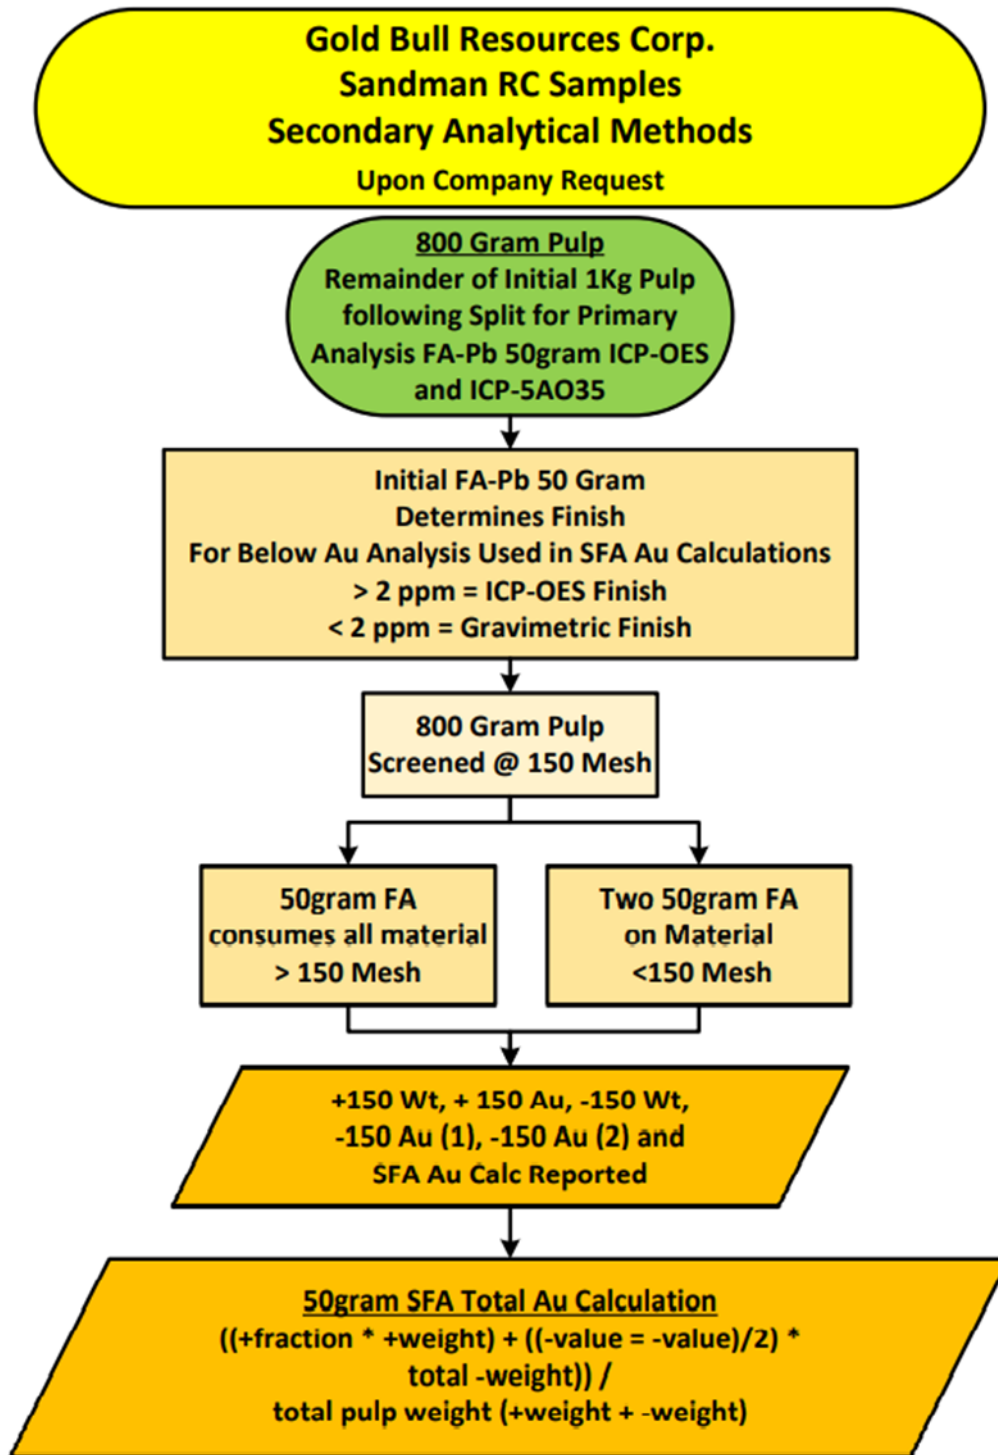 Gold Bull Resources Corp.
Sandman RC Samples
Secondary Analytical Methods
Upon Company Request
800 Gram Pulp
Remainder of Initial 1Kg Pulp
following Split for Primary
Analysis FA-Pb 50gram ICP-OES
and ICP-5AO35
Initial FA-Pb 50 Gram
Determines Finish
For Below Au Analysis Used in SFA Au Calculations
> 2 ppm = ICP-OES Finish
< 2 ppm = Gravimetric Finish
800 Gram Pulp
Screened @ 150 Mesh
50gram FA
consumes all material
> 150 Mesh
Two 50gram FA
on Material
<150 Mesh
+150 Wt, + 150 Au, -150 Wt,
-150 Au (1), -150 Au (2) and
SFA Au Calc Reported
50gram SFA Total Au Calculation
((+fraction * +weight) + ((-value = -value)/2) *
total -weight)) /
total pulp weight (+weight + -weight)